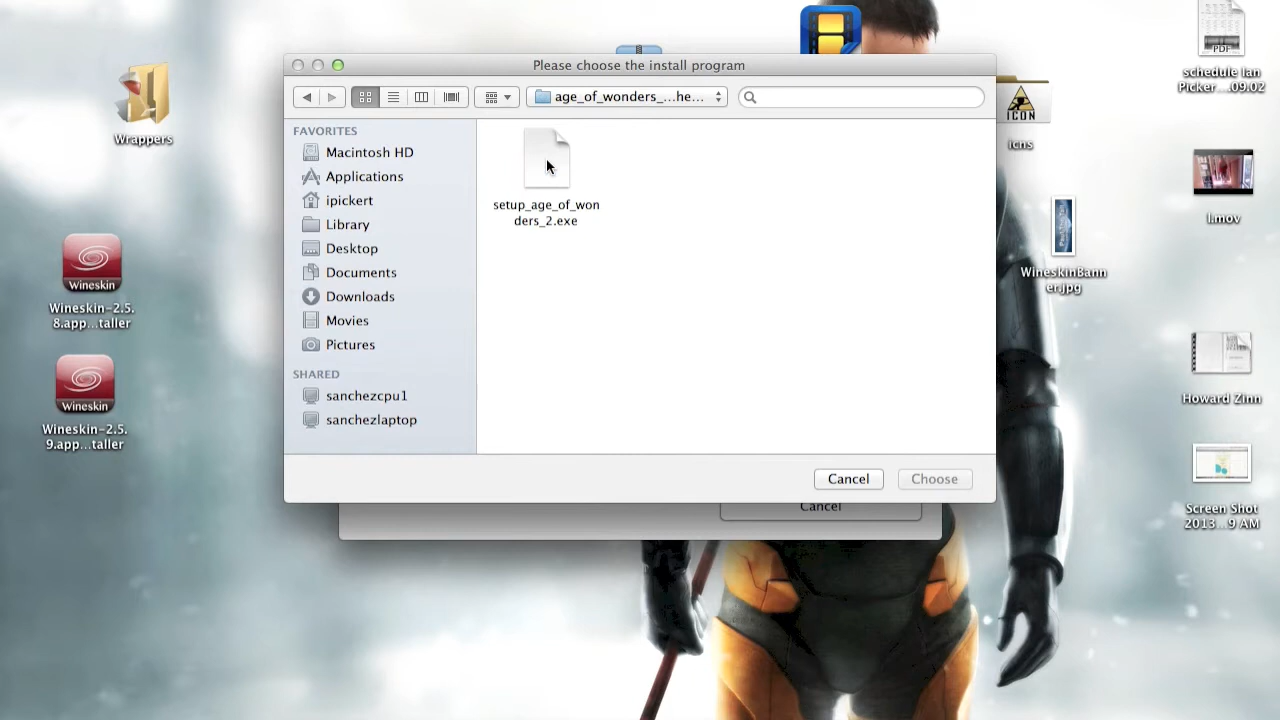 Please choose the install program
age_of_wonders_...he...
FAVORITES
Macintosh HD
Applications
ipickert
Library
Desktop
Documents
Downloads
Movies
Pictures
SHARED
sanchezcpu1
sanchezlaptop
setup_age_of_won
ders_2.exe
Cancel
Choose
Cancel
Wrappers
Wineskin
Wineskin-2.5.
8.app...taller
Wineskin
Wineskin-2.5.
9.app...taller
ICON
icns
WineskinBann
er.jpg
PDF
schedule Ian
Picker....09.02
l.mov
Howard Zinn
Screen Shot
2013...9 AM